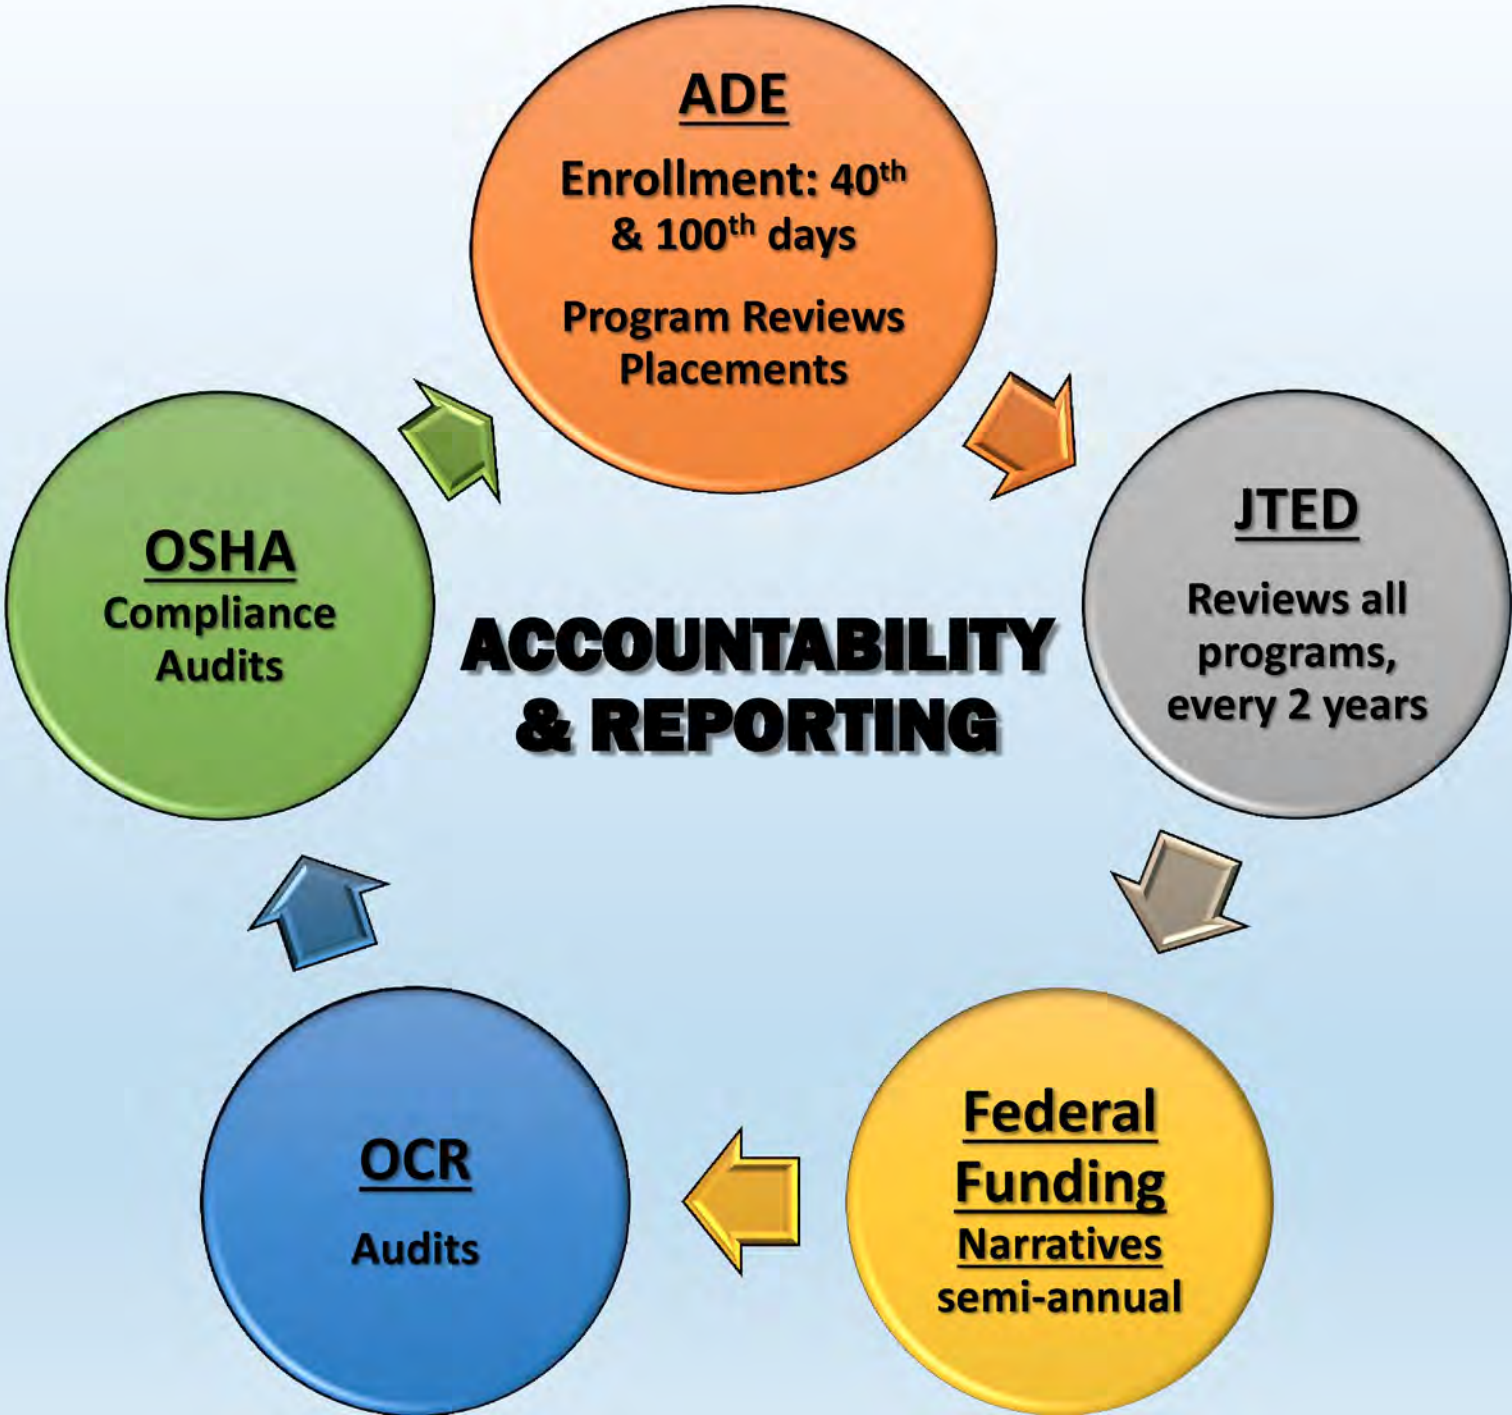 ADE
Enrollment: 40th
& 100th days
Program Reviews
Placements
JTED
Reviews all
programs,
every 2 years
Federal
Funding
Narratives
semi-annual
OCR
Audits
OSHA
Compliance
Audits
ACCOUNTABILITY
& REPORTING